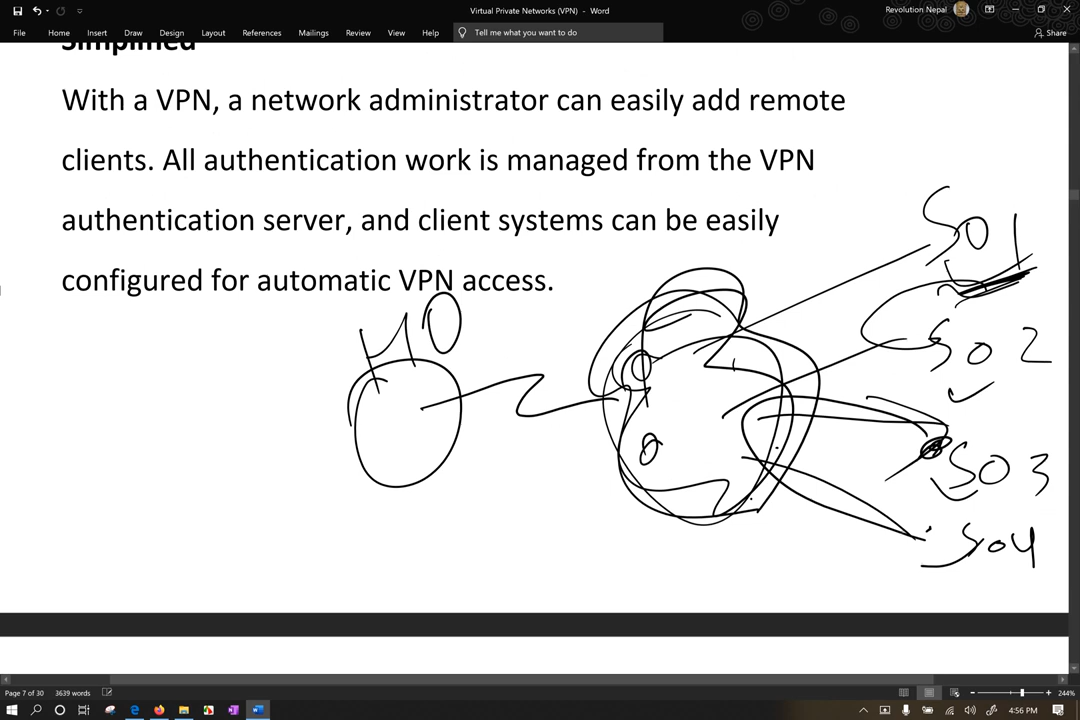 Virtual Private Networks (VPN) - Word
Revolution Nepal
File Home Insert Draw Design Layout References Mailings Review View Help Tell me what you want to do Share
Simplified
With a VPN, a network administrator can easily add remote
clients. All authentication work is managed from the VPN
authentication server, and client systems can be easily
configured for automatic VPN access.
SO1
HO
SO2
SO3
SO4
Page 7 of 30 3639 words 244%
4:56 PM